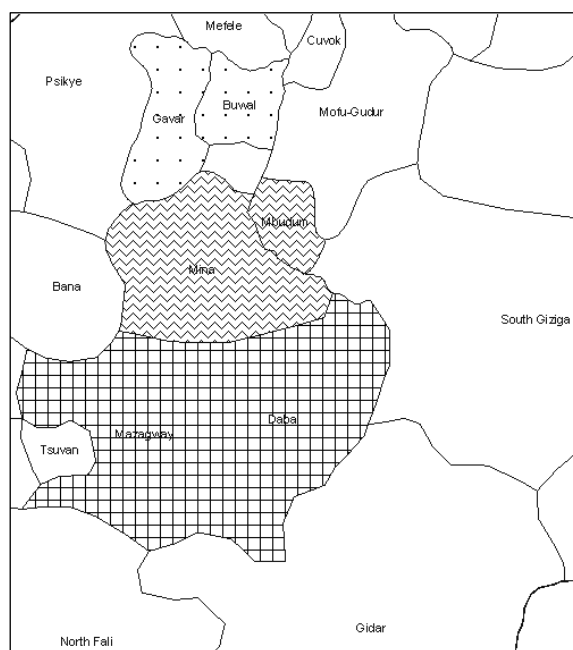 Mefele
Cuvok
Psikye
Buwal
Mofu-Gudur
Gavar
Mbudum
Mina
Bana
South Giziga
Daba
Mazagway
Tsuvan
Gidar
North Fali